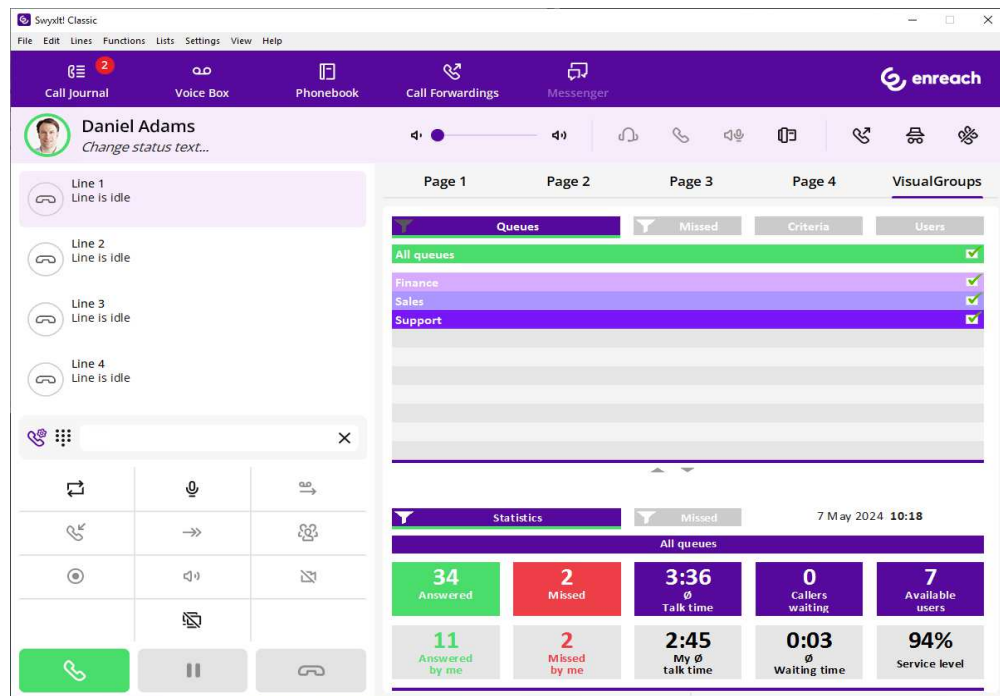 SwyxIt! Classic
File Edit Lines Functions Lists Settings View Help
2
Call Journal Voice Box Phonebook Call Forwardings Messenger
enreach
Daniel Adams
Change status text...
Line 1
Line is idle
Line 2
Line is idle
Line 3
Line is idle
Line 4
Line is idle
Page 1 Page 2 Page 3 Page 4 VisualGroups
Queues Missed Criteria Users
All queues
Finance
Sales
Support
Statistics Missed 7 May 2024 10:18
All queues
34 2 3:36 0 7
Answered Missed Ø Callers Available
Talk time waiting users
11 2 2:45 0:03 94%
Answered Missed My Ø Ø Service level
by me by me talk time Waiting time